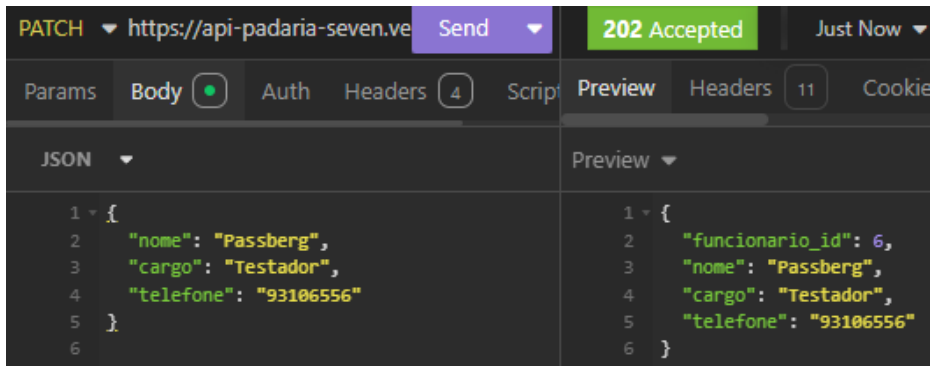 PATCH https://api-padaria-seven.ve Send 202 Accepted Just Now
Params Body Auth Headers 4 Script Preview Headers 11 Cookie
JSON
Preview
1 {
2 "nome": "Passberg",
3 "cargo": "Testador",
4 "telefone": "93106556"
5 }
6
1 {
2 "funcionario_id": 6,
3 "nome": "Passberg",
4 "cargo": "Testador",
5 "telefone": "93106556"
6 }